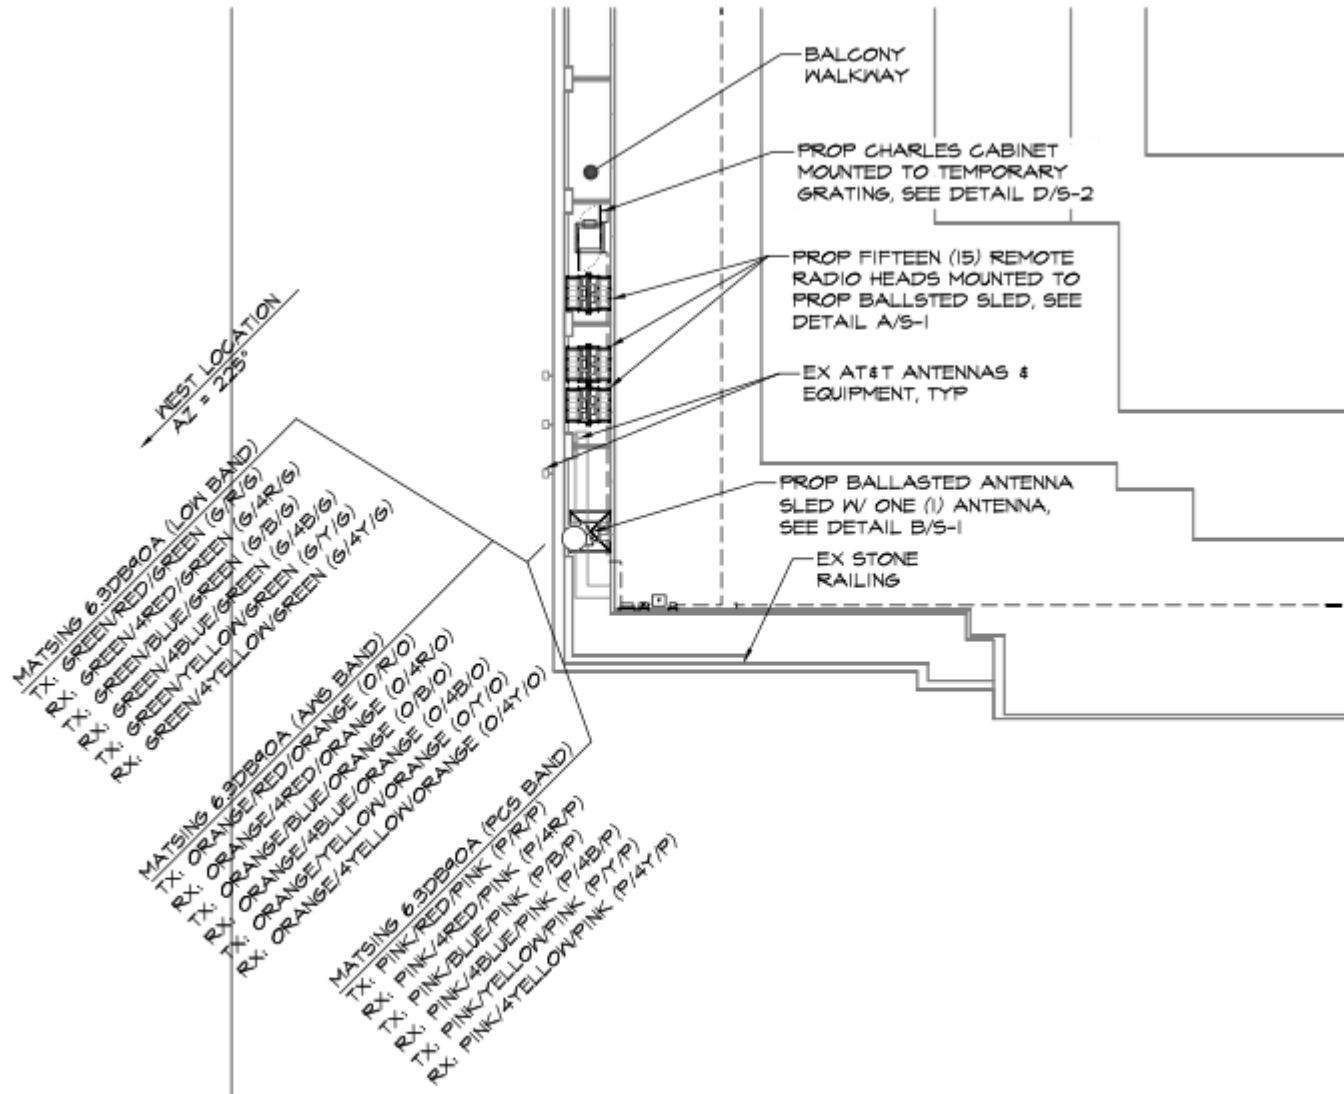 BALCONY
WALKWAY
PROP CHARLES CABINET
MOUNTED TO TEMPORARY
GRATING, SEE DETAIL D/S-2
PROP FIFTEEN (15) REMOTE
RADIO HEADS MOUNTED TO
PROP BALLSTED SLED, SEE
DETAIL A/S-1
EX AT&T ANTENNAS &
EQUIPMENT, TYP
PROP BALLASTED ANTENNA
SLED W/ ONE (1) ANTENNA,
SEE DETAIL B/S-1
EX STONE
RAILING
WEST LOCATION
AZ = 225°
MATSING 6.3DB90A (LOW BAND)
TX: GREEN/RED/GREEN (G/R/G)
RX: GREEN/4RED/GREEN (G/4R/G)
TX: GREEN/BLUE/GREEN (G/B/G)
RX: GREEN/4BLUE/GREEN (G/4B/G)
TX: GREEN/YELLOW/GREEN (G/Y/G)
RX: GREEN/4YELLOW/GREEN (G/4Y/G)
MATSING 6.3DB90A (AWS BAND)
TX: ORANGE/RED/ORANGE (O/R/O)
RX: ORANGE/4RED/ORANGE (O/4R/O)
TX: ORANGE/BLUE/ORANGE (O/B/O)
RX: ORANGE/4BLUE/ORANGE (O/4B/O)
TX: ORANGE/YELLOW/ORANGE (O/Y/O)
RX: ORANGE/4YELLOW/ORANGE (O/4Y/O)
MATSING 6.3DB90A (PCS BAND)
TX: PINK/RED/PINK (P/R/P)
RX: PINK/4RED/PINK (P/4R/P)
TX: PINK/BLUE/PINK (P/B/P)
RX: PINK/4BLUE/PINK (P/4B/P)
TX: PINK/YELLOW/PINK (P/Y/P)
RX: PINK/4YELLOW/PINK (P/4Y/P)